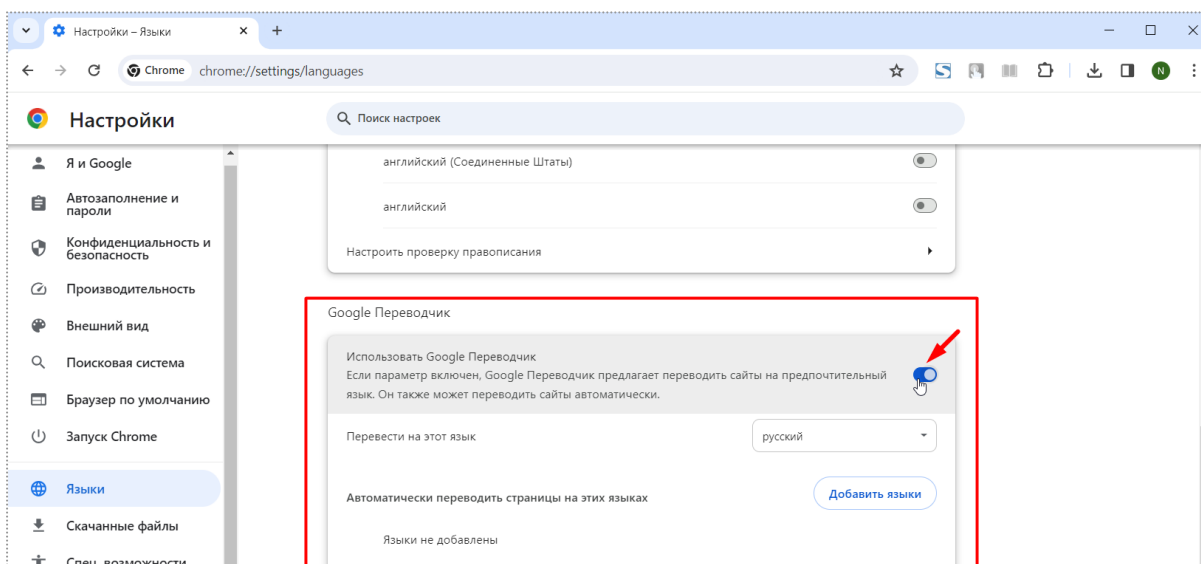 Настройки – Языки
Chrome chrome://settings/languages
N
Настройки
Поиск настроек
Я и Google
Автозаполнение и
пароли
Конфиденциальность и
безопасность
Производительность
Внешний вид
Поисковая система
Браузер по умолчанию
Запуск Chrome
Языки
Скачанные файлы
Спец. возможности
английский (Соединенные Штаты)
английский
Настроить проверку правописания
Google Переводчик
Использовать Google Переводчик
Если параметр включен, Google Переводчик предлагает переводить сайты на предпочтительный
язык. Он также может переводить сайты автоматически.
Перевести на этот язык
русский
Автоматически переводить страницы на этих языках
Добавить языки
Языки не добавлены